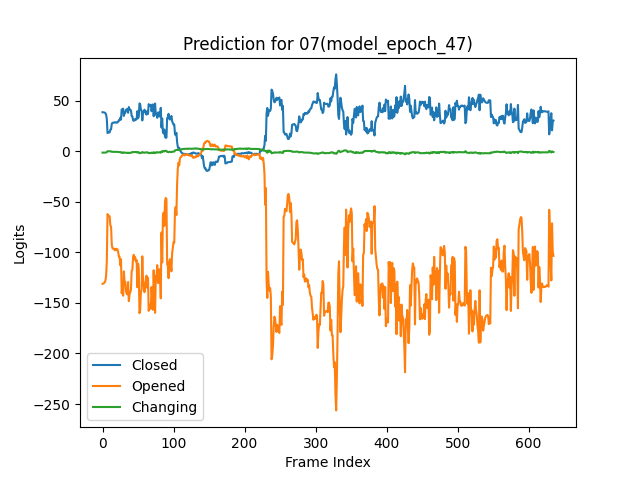 Prediction for 07(model_epoch_47)
Logits
50
0
−50
−100
−150
−200
−250
Closed
Opened
Changing
0 100 200 300 400 500 600
Frame Index